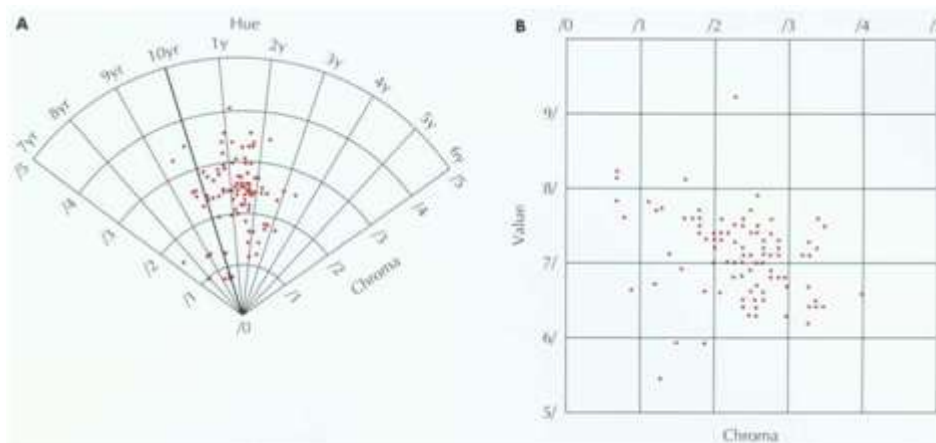 A
Hue
7yr 8yr 9yr 10yr 1y 2y 3y 4y 5y 6y
/5 /5
/4 /4
/3 /3
/2 /2
/1 /1
/0
Chroma
B
/0 /1 /2 /3 /4
9/
8/
7/
6/
5/
Value
Chroma